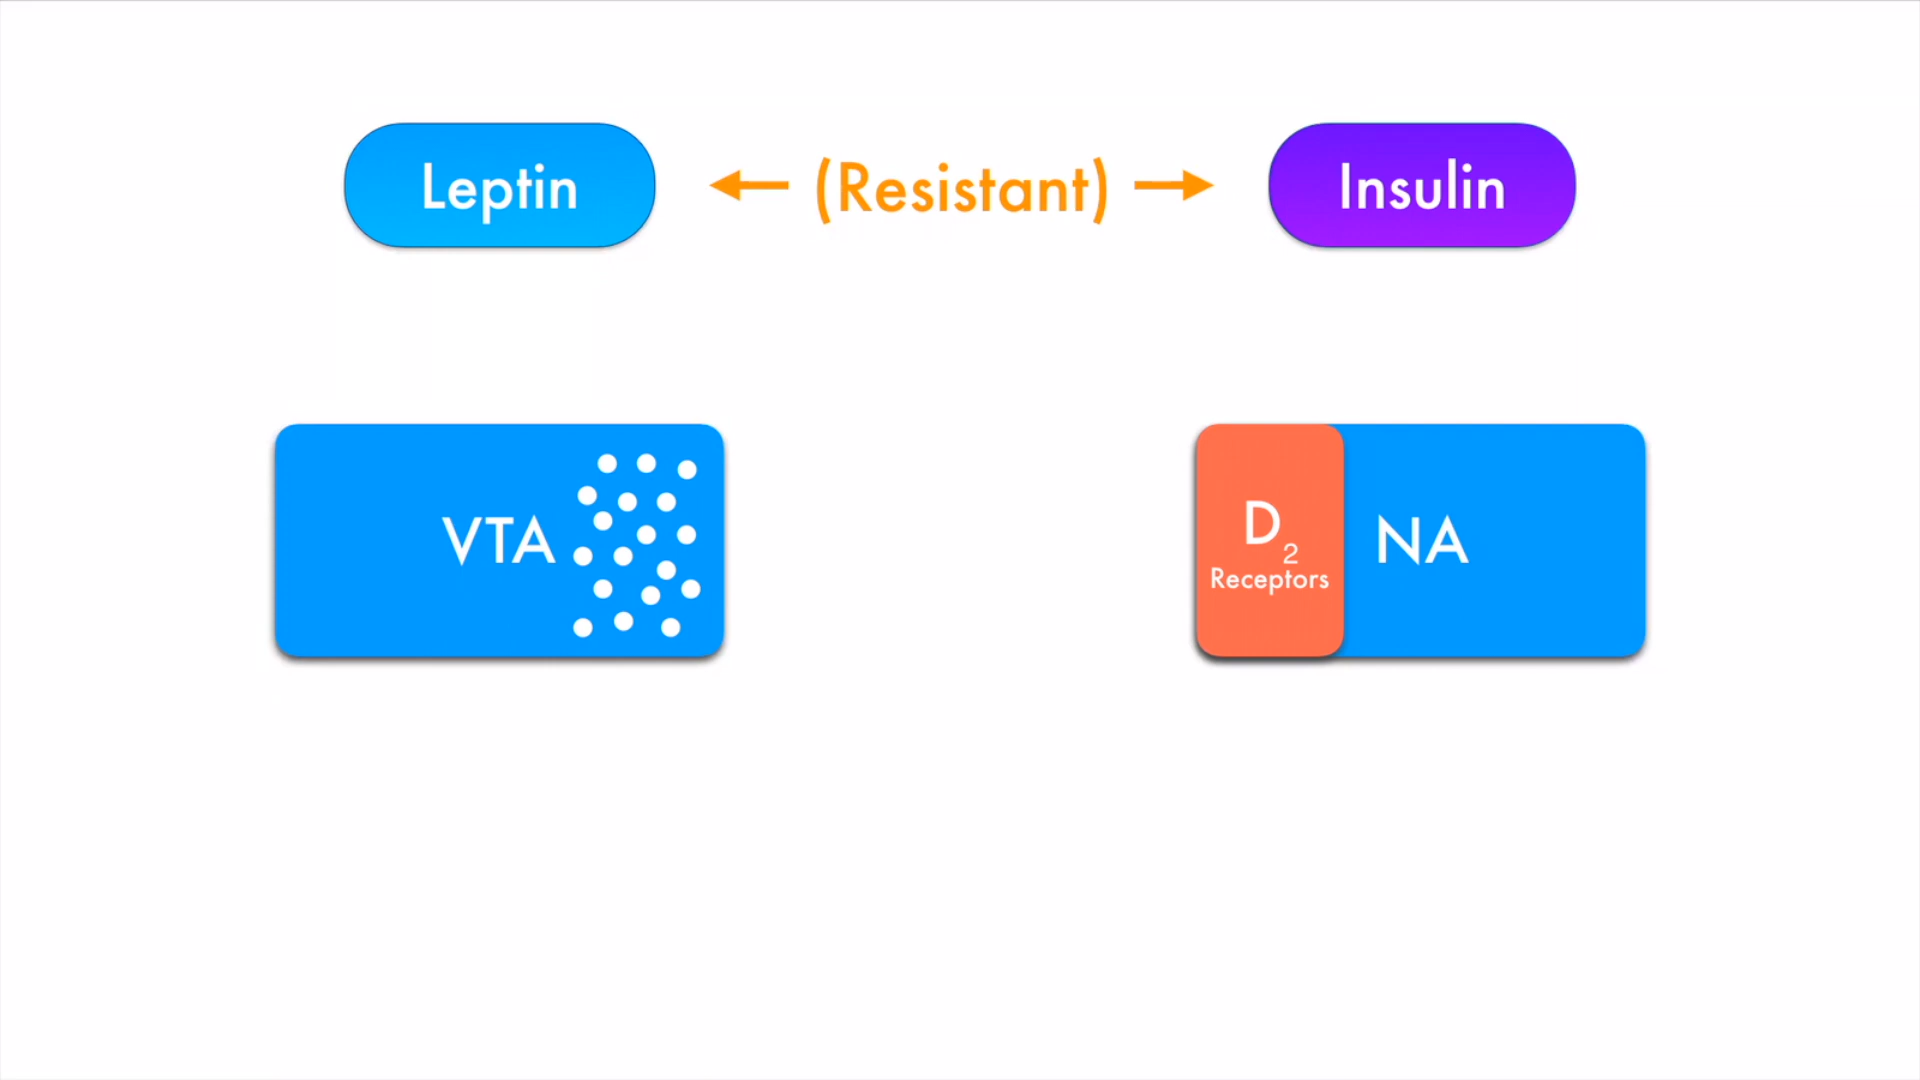 Leptin
(Resistant)
Insulin
VTA
D2
Receptors
NA